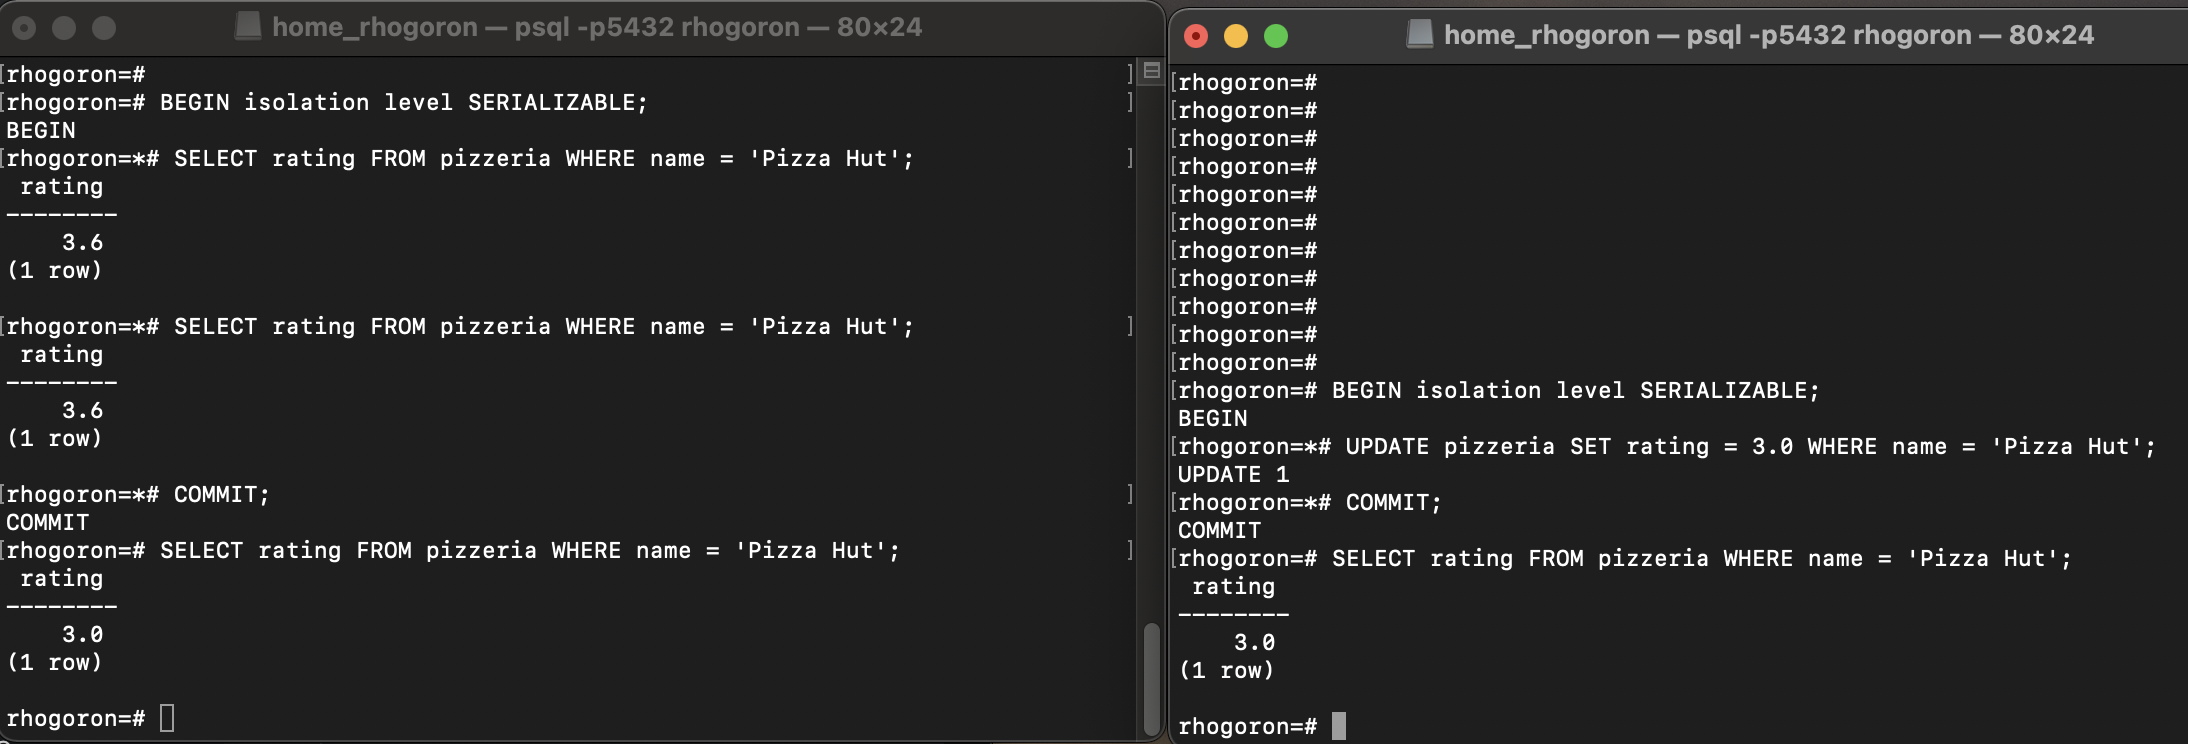 home_rhogoron — psql -p5432 rhogoron — 80×24
[rhogoron=# ]
[rhogoron=# BEGIN isolation level SERIALIZABLE; ]
BEGIN
[rhogoron=*# SELECT rating FROM pizzeria WHERE name = 'Pizza Hut'; ]
rating
--------
3.6
(1 row)
[rhogoron=*# SELECT rating FROM pizzeria WHERE name = 'Pizza Hut'; ]
rating
--------
3.6
(1 row)
[rhogoron=*# COMMIT; ]
COMMIT
[rhogoron=# SELECT rating FROM pizzeria WHERE name = 'Pizza Hut'; ]
rating
--------
3.0
(1 row)
rhogoron=#
home_rhogoron — psql -p5432 rhogoron — 80×24
[rhogoron=#
[rhogoron=#
[rhogoron=#
[rhogoron=#
[rhogoron=#
[rhogoron=#
[rhogoron=#
[rhogoron=#
[rhogoron=#
[rhogoron=#
[rhogoron=#
[rhogoron=# BEGIN isolation level SERIALIZABLE;
BEGIN
[rhogoron=*# UPDATE pizzeria SET rating = 3.0 WHERE name = 'Pizza Hut';
UPDATE 1
[rhogoron=*# COMMIT;
COMMIT
[rhogoron=# SELECT rating FROM pizzeria WHERE name = 'Pizza Hut';
rating
--------
3.0
(1 row)
rhogoron=#